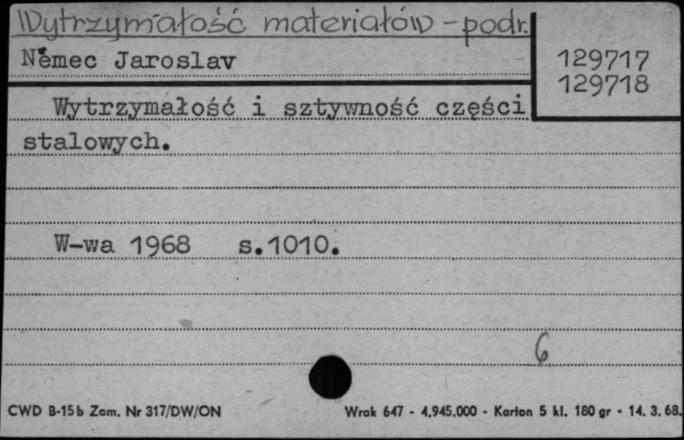 Wytrzymałość materiałów - podr.
Němec Jaroslav
129717
129718
Wytrzymałość i sztywność części
stalowych.
W-wa 1968 s.1010.
6
CWD B-15b Zam. Nr 317/DW/ON
Wrak 647 - 4.945.000 - Karton 5 kl. 180 gr - 14. 3. 68.